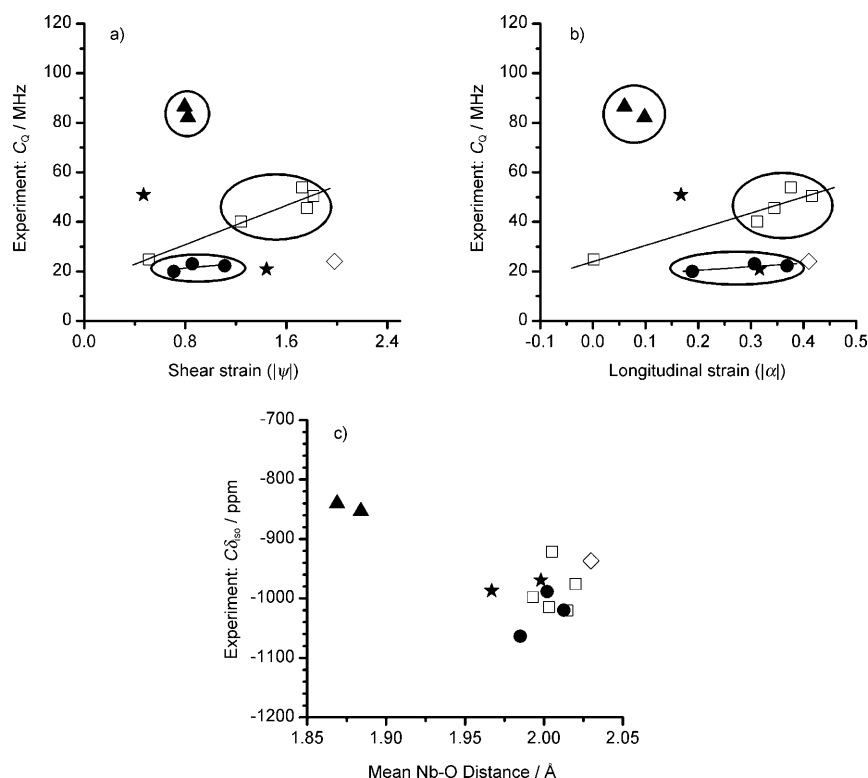 a)
Experiment: C_Q / MHz
120
100
80
60
40
20
0
0.0 0.8 1.6 2.4
Shear strain (|ψ|)
b)
Experiment: C_Q / MHz
120
100
80
60
40
20
0
-0.1 0.0 0.1 0.2 0.3 0.4 0.5
Longitudinal strain (|α|)
c)
Experiment: Cδ_iso / ppm
-700
-800
-900
-1000
-1100
-1200
1.85 1.90 1.95 2.00 2.05
Mean Nb-O Distance / Å